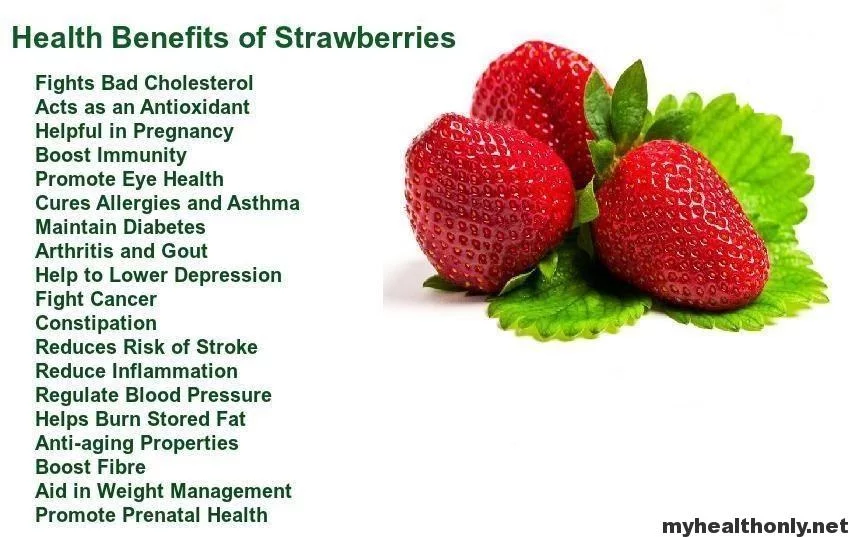 Health Benefits of Strawberries
Fights Bad Cholesterol
Acts as an Antioxidant
Helpful in Pregnancy
Boost Immunity
Promote Eye Health
Cures Allergies and Asthma
Maintain Diabetes
Arthritis and Gout
Help to Lower Depression
Fight Cancer
Constipation
Reduces Risk of Stroke
Reduce Inflammation
Regulate Blood Pressure
Helps Burn Stored Fat
Anti-aging Properties
Boost Fibre
Aid in Weight Management
Promote Prenatal Health
myhealthonly.net